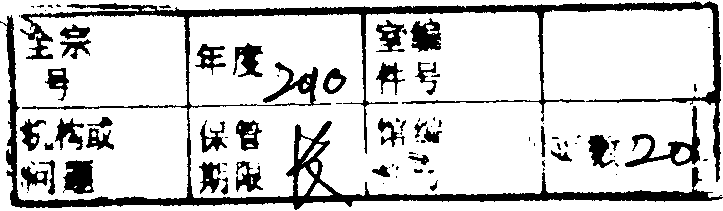 全宗号
年度 2010
室编件号
机构或问题
保管期限 长
馆编件号
页数 20